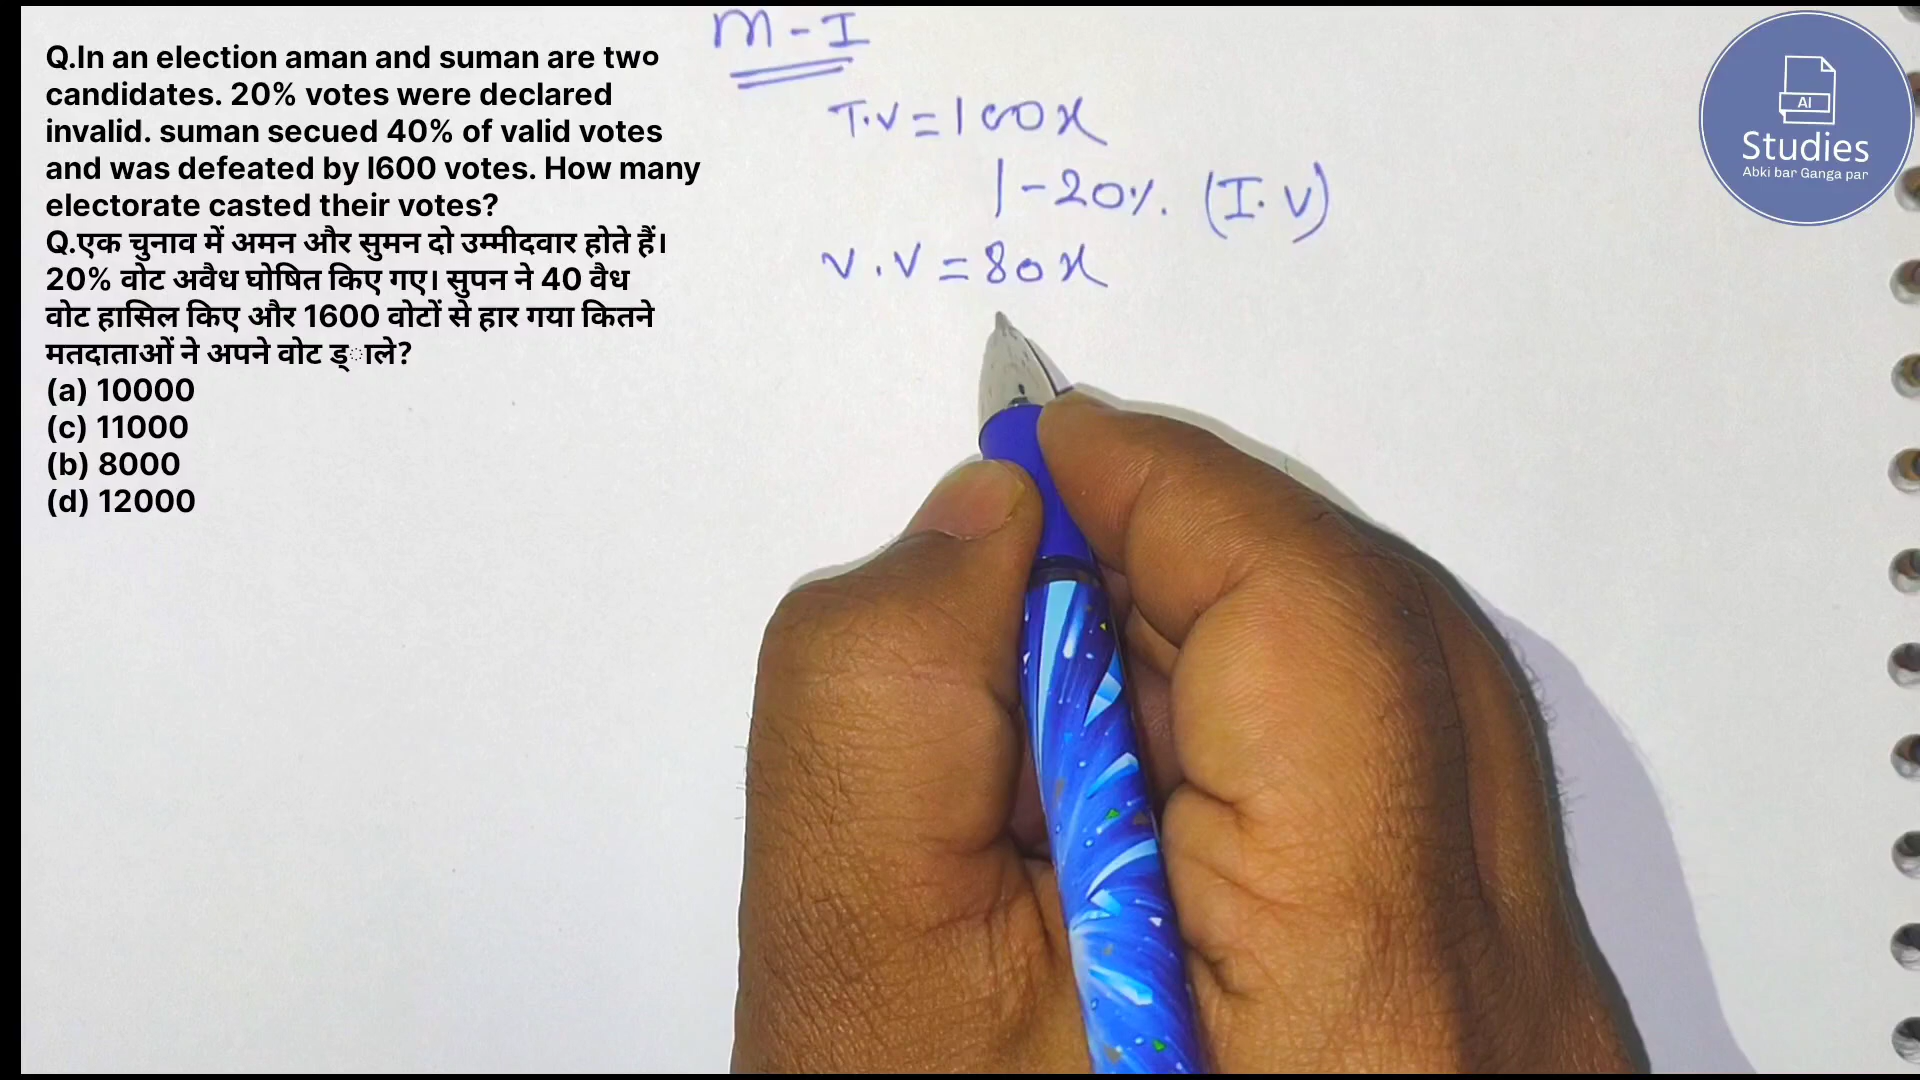 Q.In an election aman and suman are two
candidates. 20% votes were declared
invalid. suman secued 40% of valid votes
and was defeated by l600 votes. How many
electorate casted their votes?
Q.एक चुनाव में अमन और सुमन दो उम्मीदवार होते हैं।
20% वोट अवैध घोषित किए गए। सुपन ने 40 वैध
वोट हासिल किए और 1600 वोटों से हार गया कितने
मतदाताओं ने अपने वोट ड्ाले?
(a) 10000
(c) 11000
(b) 8000
(d) 12000
M-I
T.V=100x
|-20%. (I.V)
V.V=80x
AI
Studies
Abki bar Ganga par